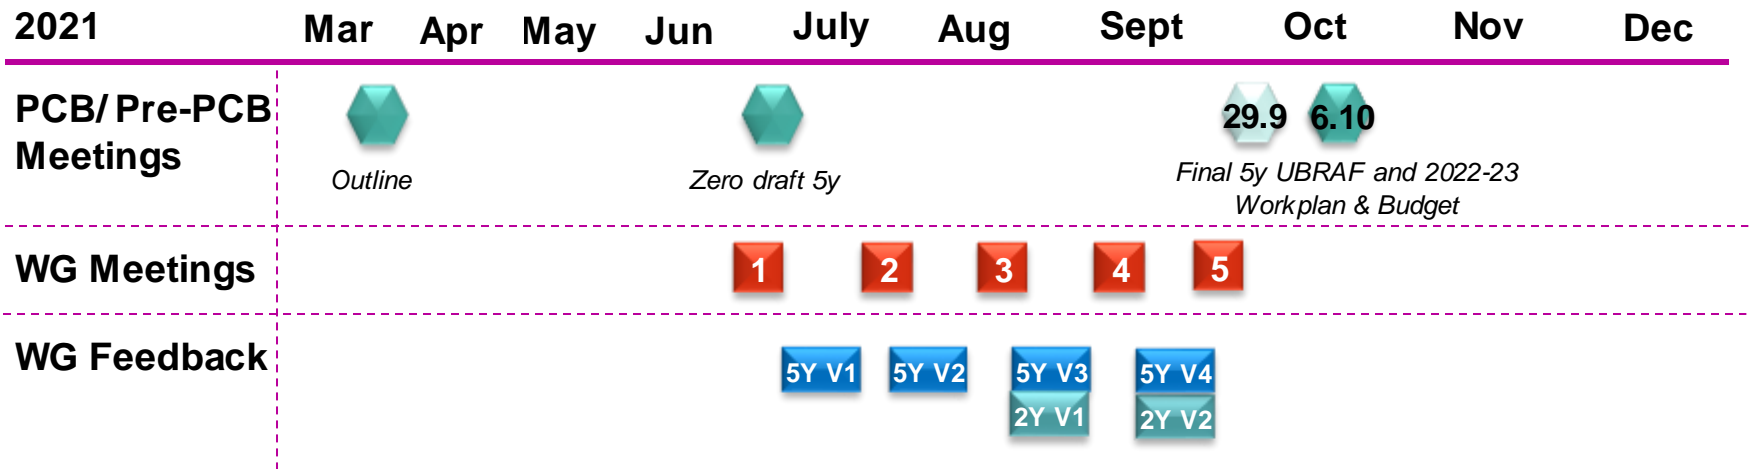 2021 Mar Apr May Jun July Aug Sept Oct Nov Dec
PCB/ Pre-PCB
Meetings
29.9 6.10
Outline
Zero draft 5y
Final 5y UBRAF and 2022-23
Workplan & Budget
WG Meetings 1 2 3 4 5
WG Feedback
5Y V1 5Y V2 5Y V3 5Y V4
2Y V1 2Y V2